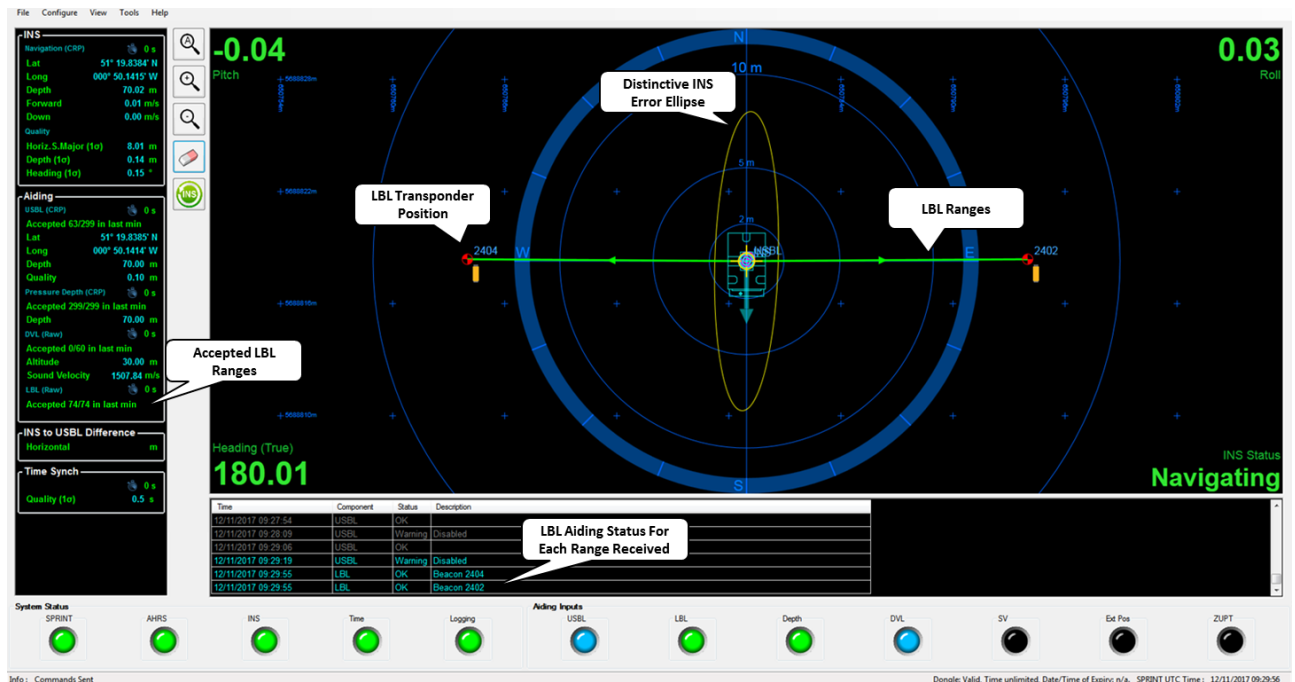 File Configure View Tools Help
INS
Navigation (CRP) 0 s
Lat 51° 19.8384' N
Long 000° 50.1415' W
Depth 70.02 m
Forward 0.01 m/s
Down 0.00 m/s
Quality
Horiz.S.Major (1σ) 8.01 m
Depth (1σ) 0.14 m
Heading (1σ) 0.15 °
Aiding
USBL (CRP) 0 s
Accepted 63/299 in last min
Lat 51° 19.8385' N
Long 000° 50.1414' W
Depth 70.00 m
Quality 0.10 m
Pressure Depth (CRP) 0 s
Accepted 299/299 in last min
Depth 70.00 m
DVL (Raw) 0 s
Accepted 0/60 in last min
Altitude 30.00 m
Sound Velocity 1507.84 m/s
LBL (Raw) 0 s
Accepted 74/74 in last min
INS to USBL Difference
Horizontal m
Time Synch
0 s
Quality (1σ) 0.5 s
Accepted LBL
Ranges
A
INS
-0.04
Pitch
0.03
Roll
N
10 m
5688828m
Distinctive INS
Error Ellipse
5 m
5688822m
LBL Transponder
Position
LBL Ranges
2 m
2404
W
USBL
E
2402
5688816m
5688810m
Heading (True)
180.01
S
INS Status
Navigating
Time Component Status Description
12/11/2017 09:27:54 USBL OK
12/11/2017 09:28:09 USBL Warning Disabled
12/11/2017 09:29:06 USBL OK
12/11/2017 09:29:19 USBL Warning Disabled
12/11/2017 09:29:55 LBL OK Beacon 2404
12/11/2017 09:29:55 LBL OK Beacon 2402
LBL Aiding Status For
Each Range Received
System Status
SPRINT AHRS INS Time Logging
Aiding Inputs
USBL LBL Depth DVL SV Ext Pos ZUPT
Info : Commands Sent
Dongle: Valid, Time unlimited, Date/Time of Expiry: n/a, SPRINT UTC Time : 12/11/2017 09:29:56